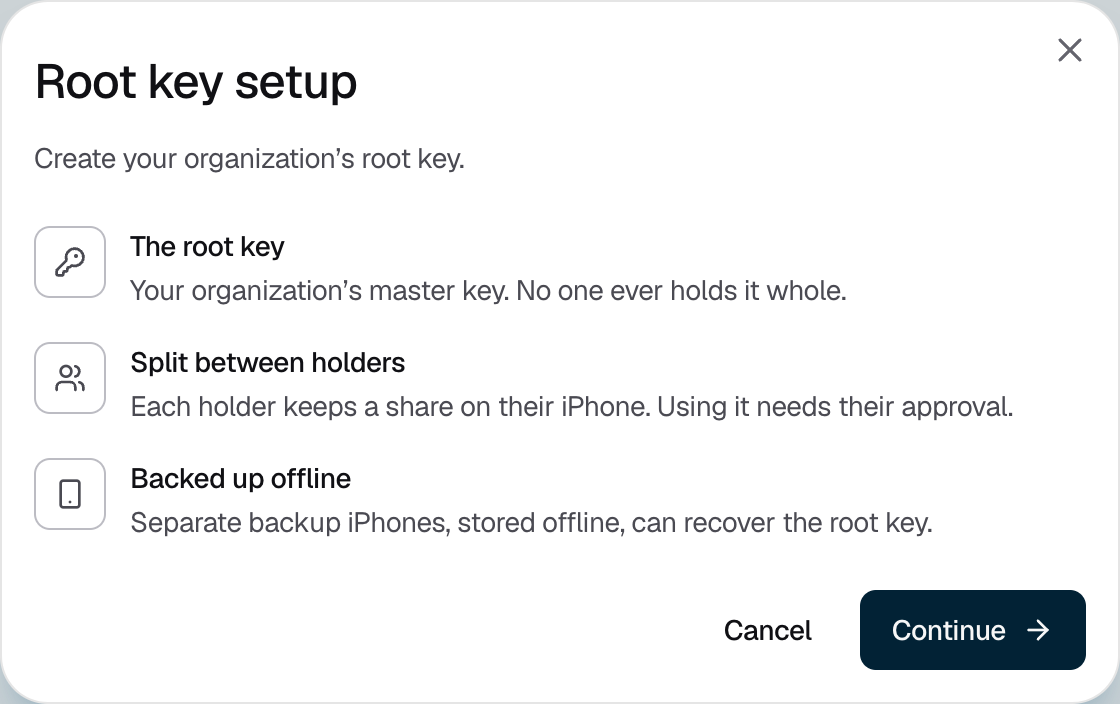 Root key setup
Create your organization’s root key.
The root key
Your organization’s master key. No one ever holds it whole.
Split between holders
Each holder keeps a share on their iPhone. Using it needs their approval.
Backed up offline
Separate backup iPhones, stored offline, can recover the root key.
Cancel
Continue